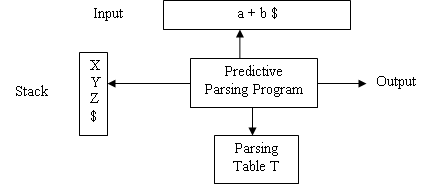 Input
a + b $
Stack
X
Y
Z
$
Predictive
Parsing Program
Output
Parsing
Table T